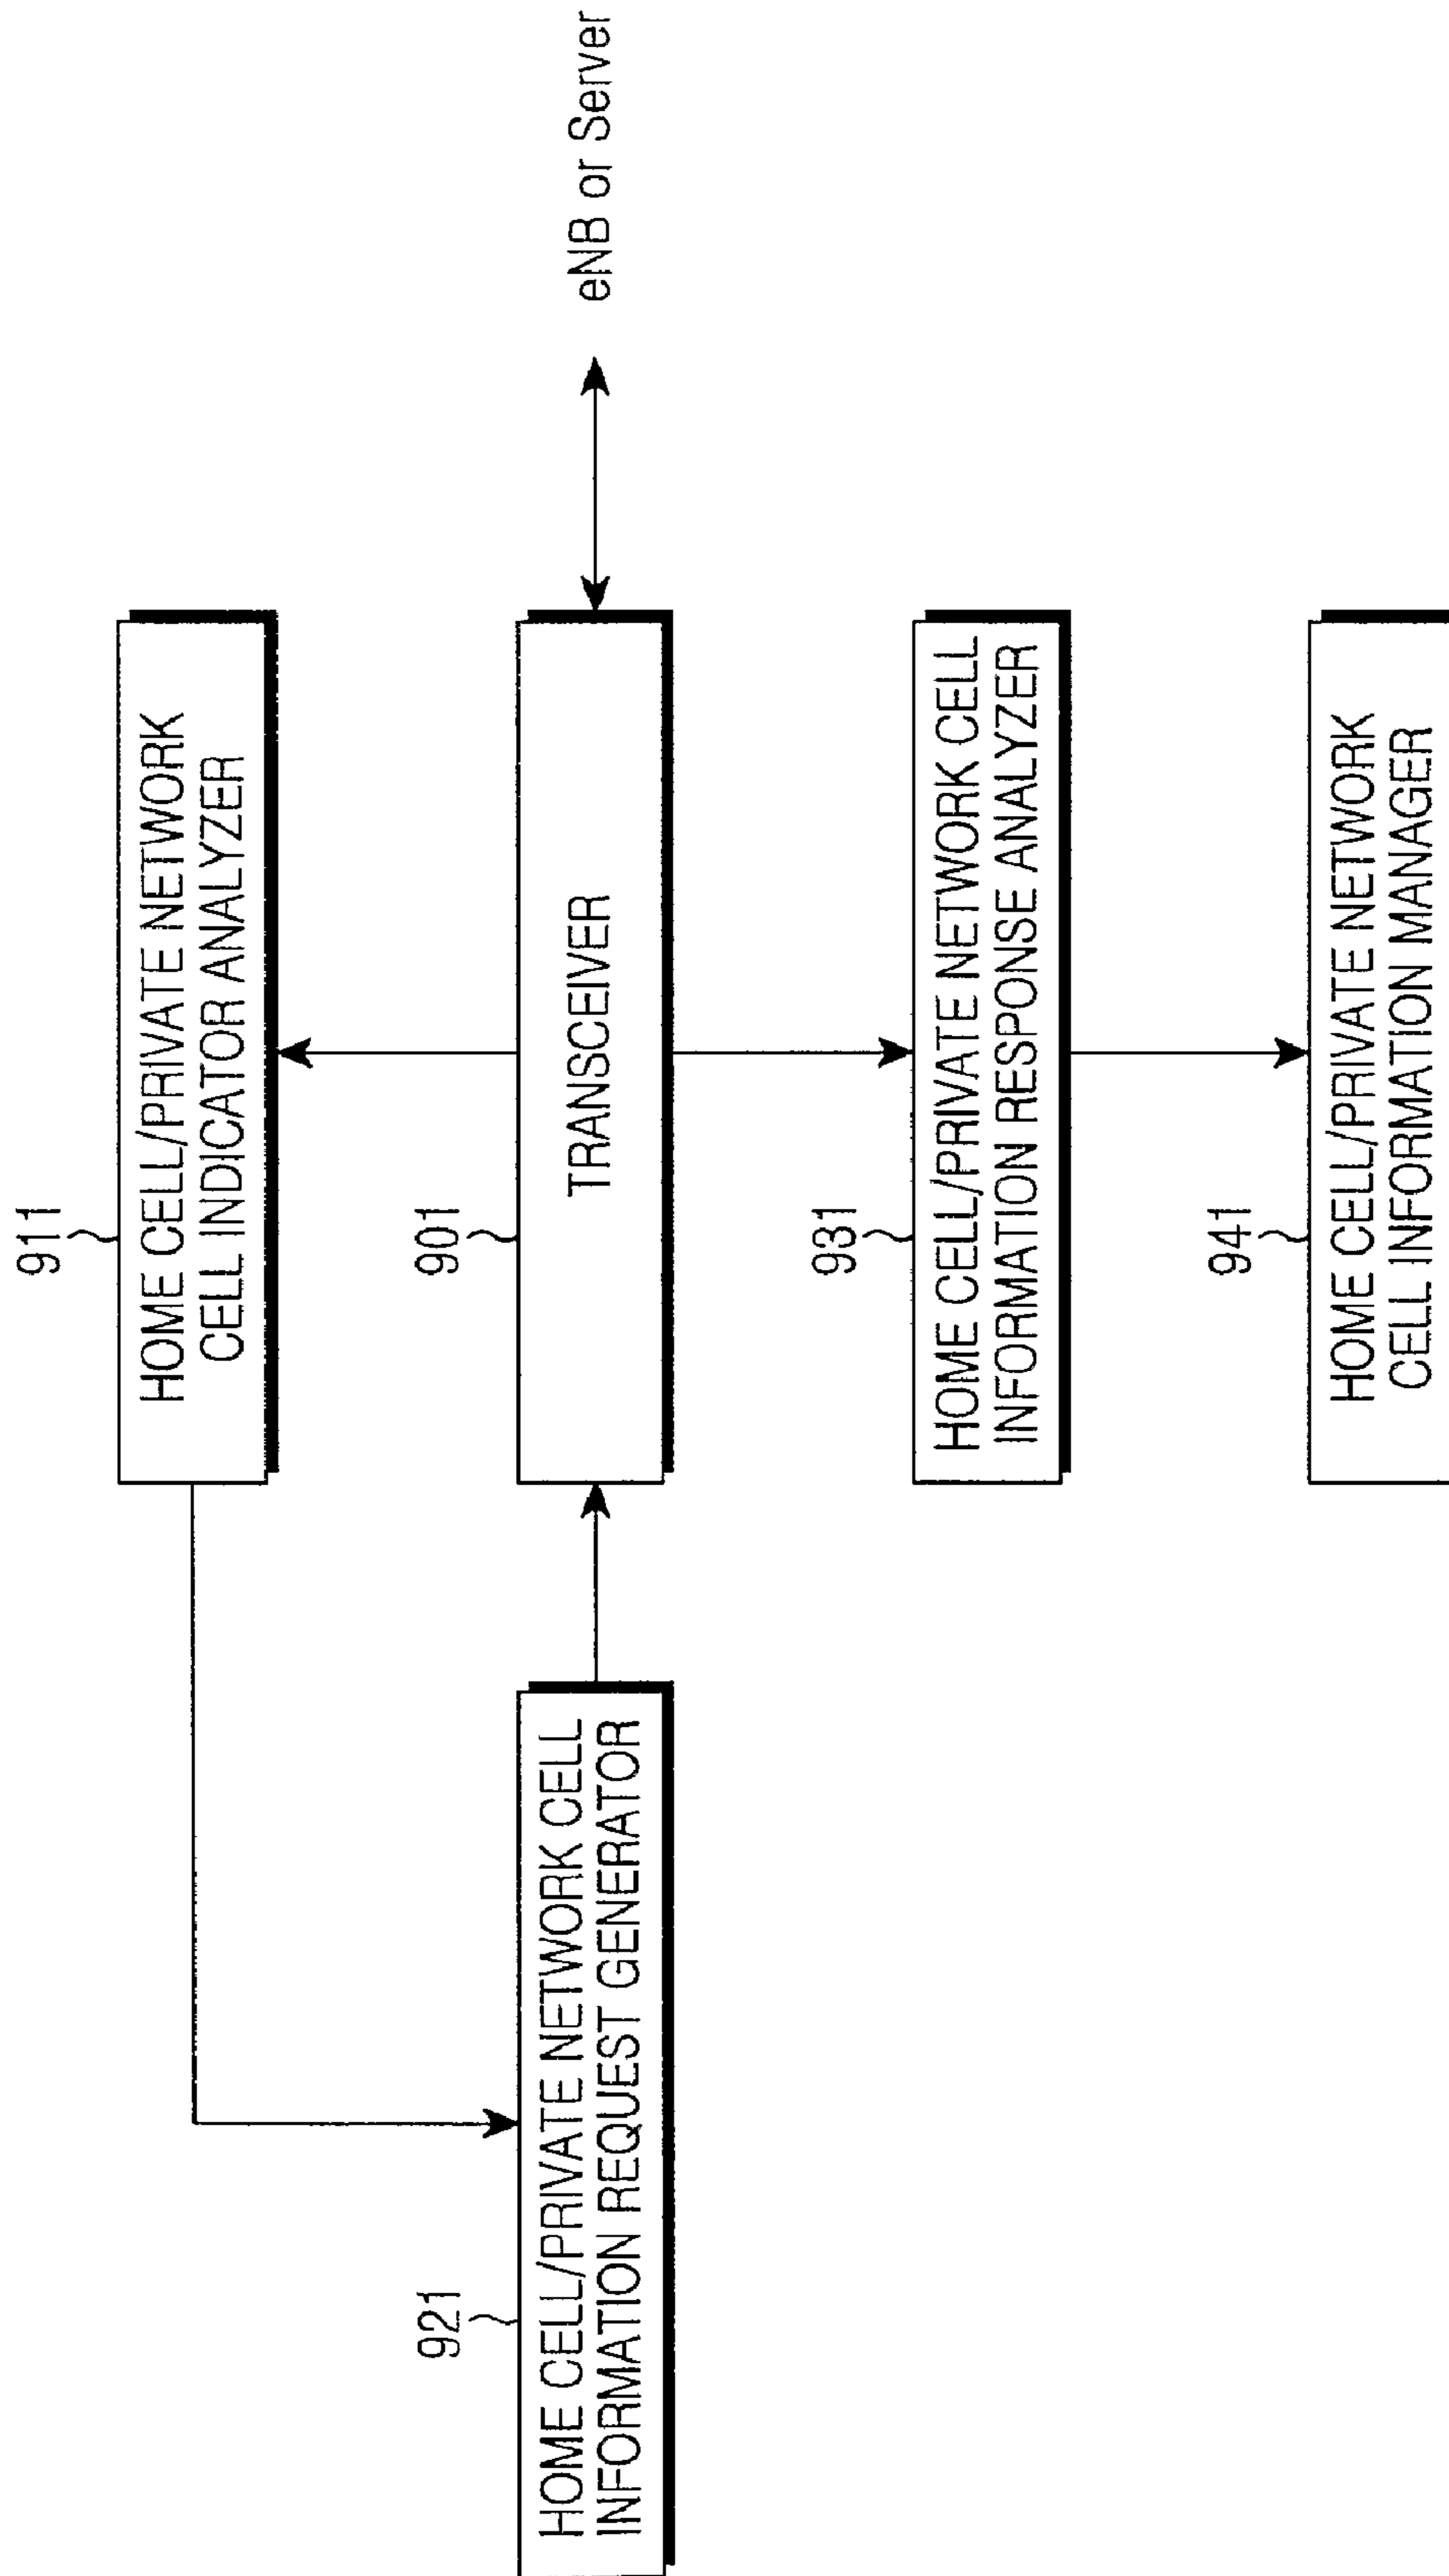 911
HOME CELL/PRIVATE NETWORK
CELL INDICATOR ANALYZER
921
HOME CELL/PRIVATE NETWORK CELL
INFORMATION REQUEST GENERATOR
901
TRANSCEIVER
eNB or Server
931
HOME CELL/PRIVATE NETWORK CELL
INFORMATION RESPONSE ANALYZER
941
HOME CELL/PRIVATE NETWORK
CELL INFORMATION MANAGER